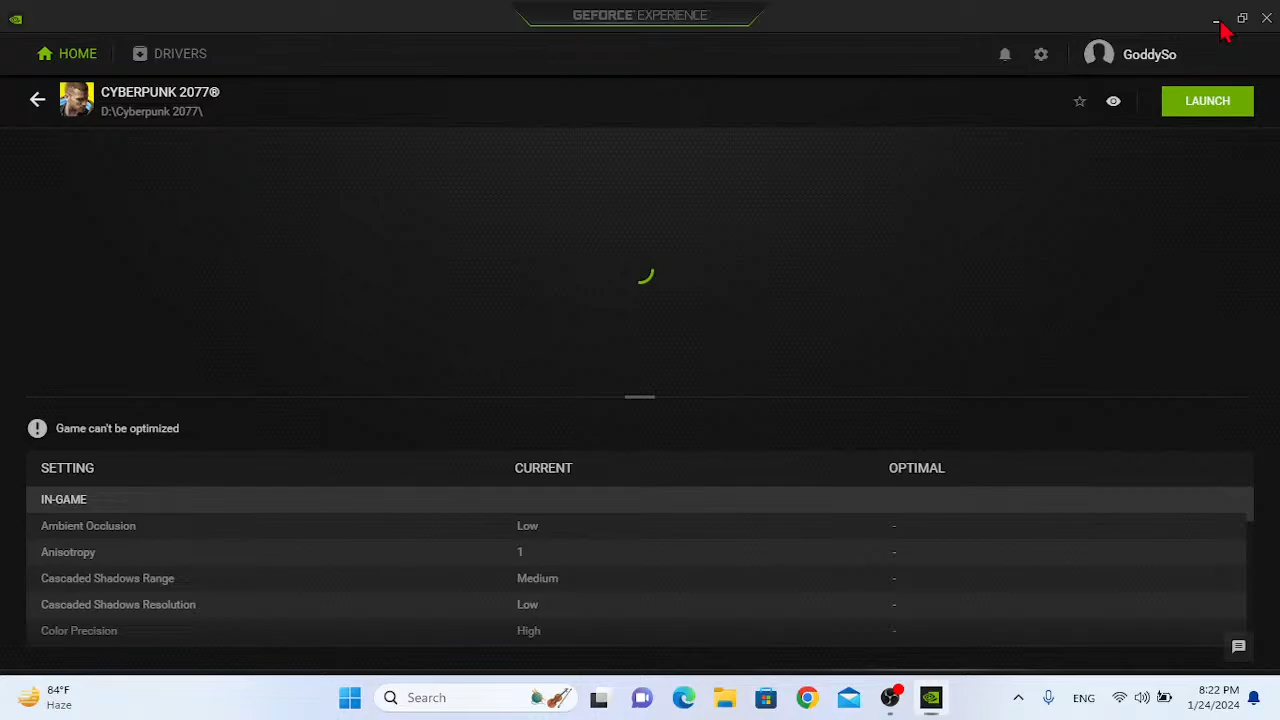 GEFORCE EXPERIENCE
HOME
DRIVERS
GoddySo
CYBERPUNK 2077®
D:\Cyberpunk 2077\
LAUNCH
Game can't be optimized
SETTING CURRENT OPTIMAL
IN-GAME
Ambient Occlusion Low -
Anisotropy 1 -
Cascaded Shadows Range Medium -
Cascaded Shadows Resolution Low -
Color Precision High -
84°F
Haze
Search
ENG
8:22 PM
1/24/2024